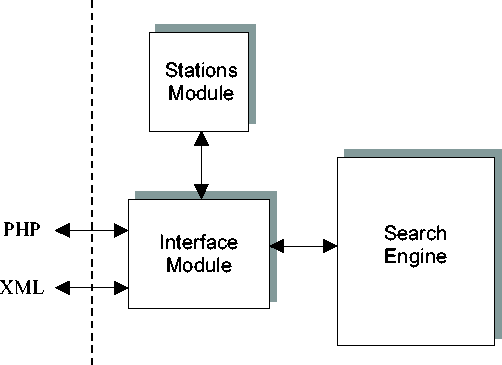 Stations
Module
PHP
XML
Interface
Module
Search
Engine